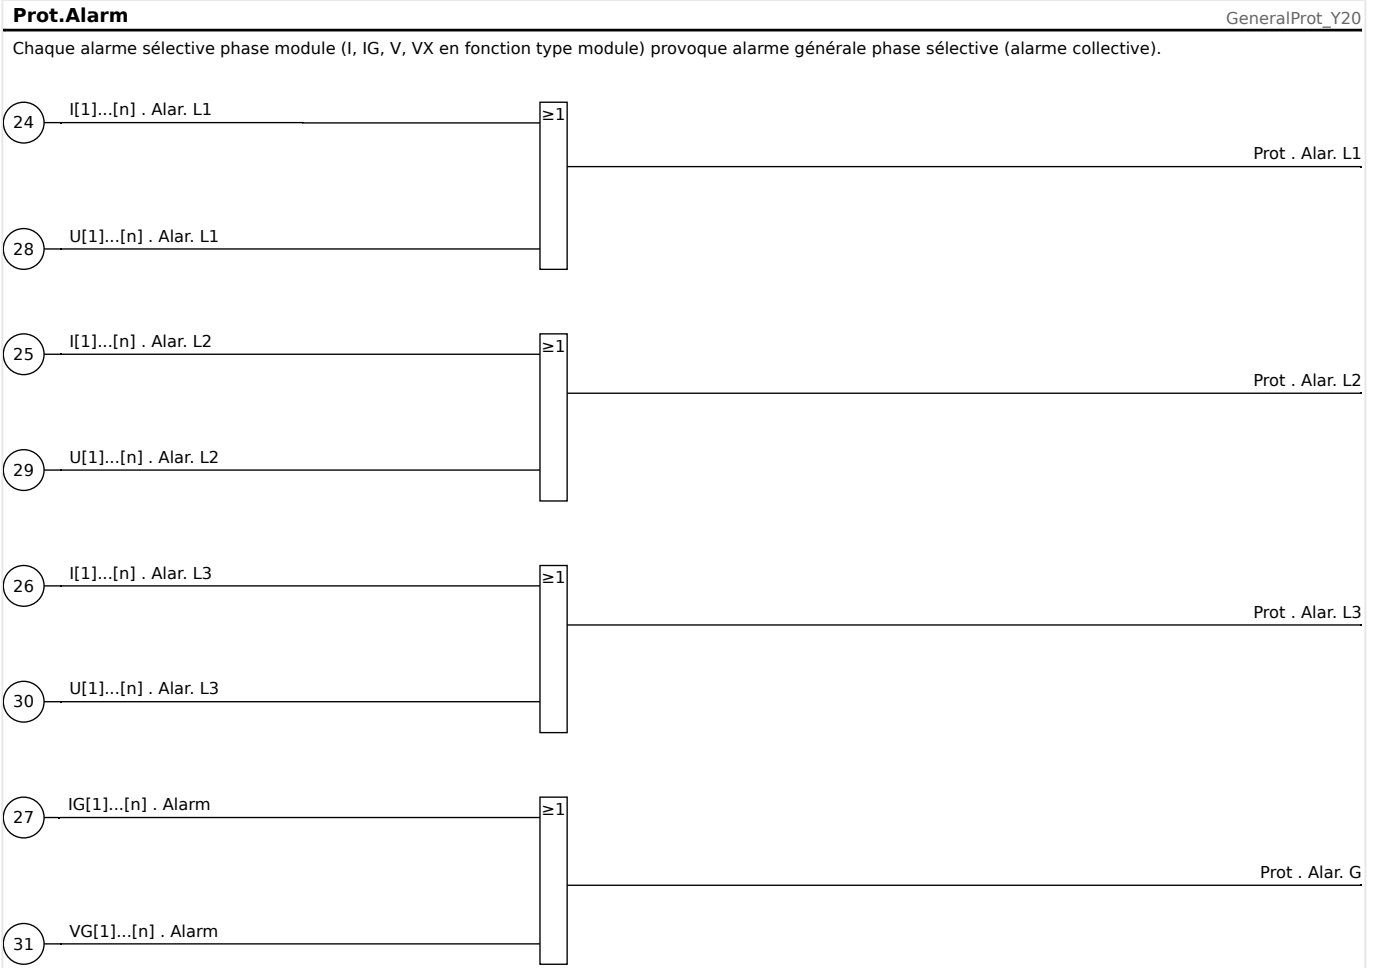 Prot.Alarm
GeneralProt_Y20
Chaque alarme sélective phase module (I, IG, V, VX en fonction type module) provoque alarme générale phase sélective (alarme collective).
24
I[1]...[n] . Alar. L1
≥1
Prot . Alar. L1
28
U[1]...[n] . Alar. L1
25
I[1]...[n] . Alar. L2
≥1
Prot . Alar. L2
29
U[1]...[n] . Alar. L2
26
I[1]...[n] . Alar. L3
≥1
Prot . Alar. L3
30
U[1]...[n] . Alar. L3
27
IG[1]...[n] . Alarm
≥1
Prot . Alar. G
31
VG[1]...[n] . Alarm